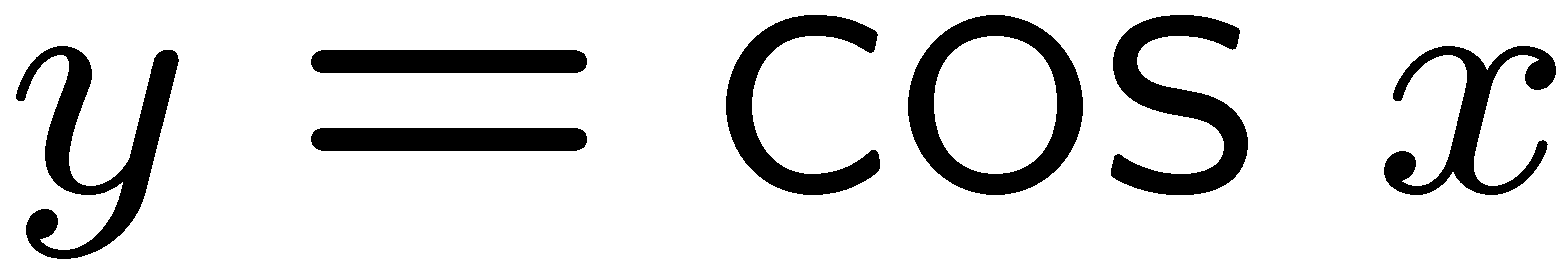 y = cos x